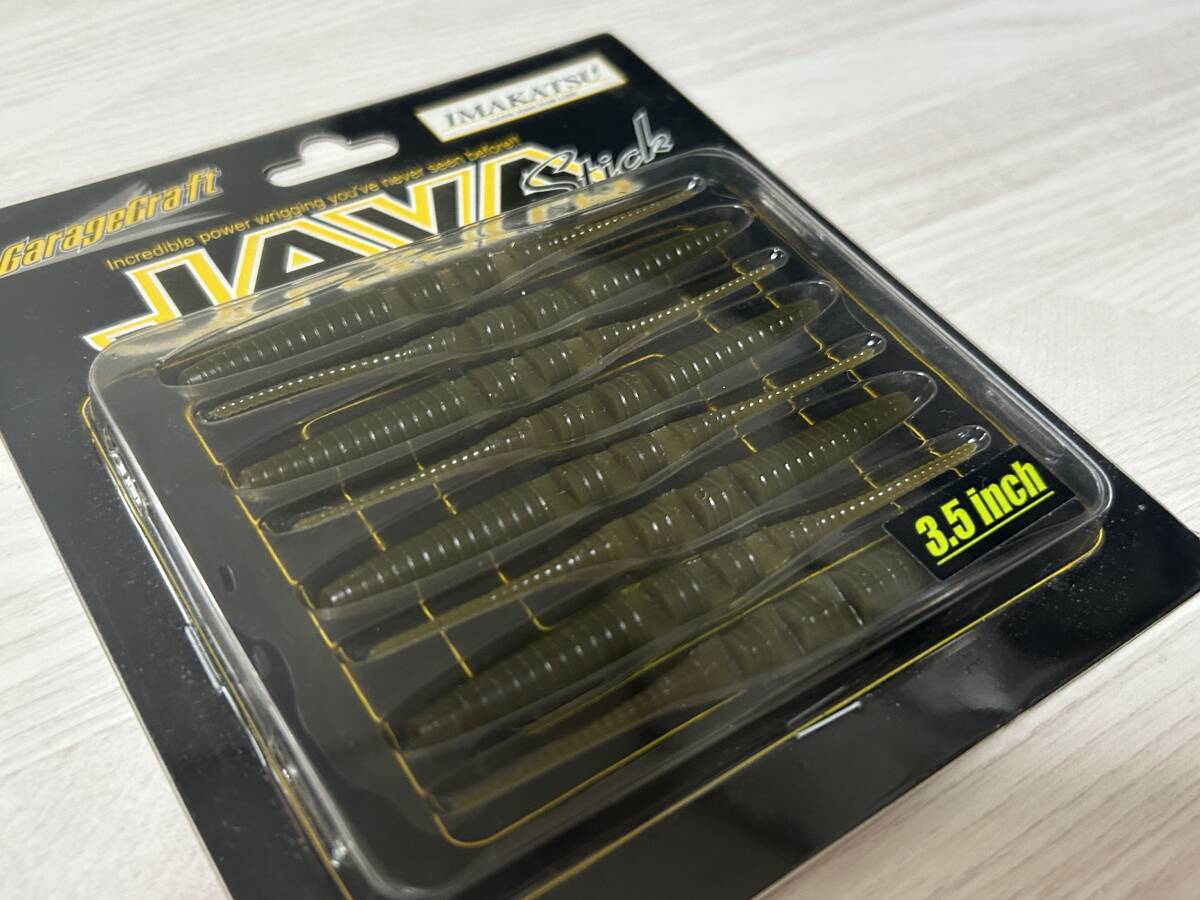 IMAKATSU
GarageCraft
Incredible power wrigging you've never seen before!!
JAVA Stick
3.5 inch